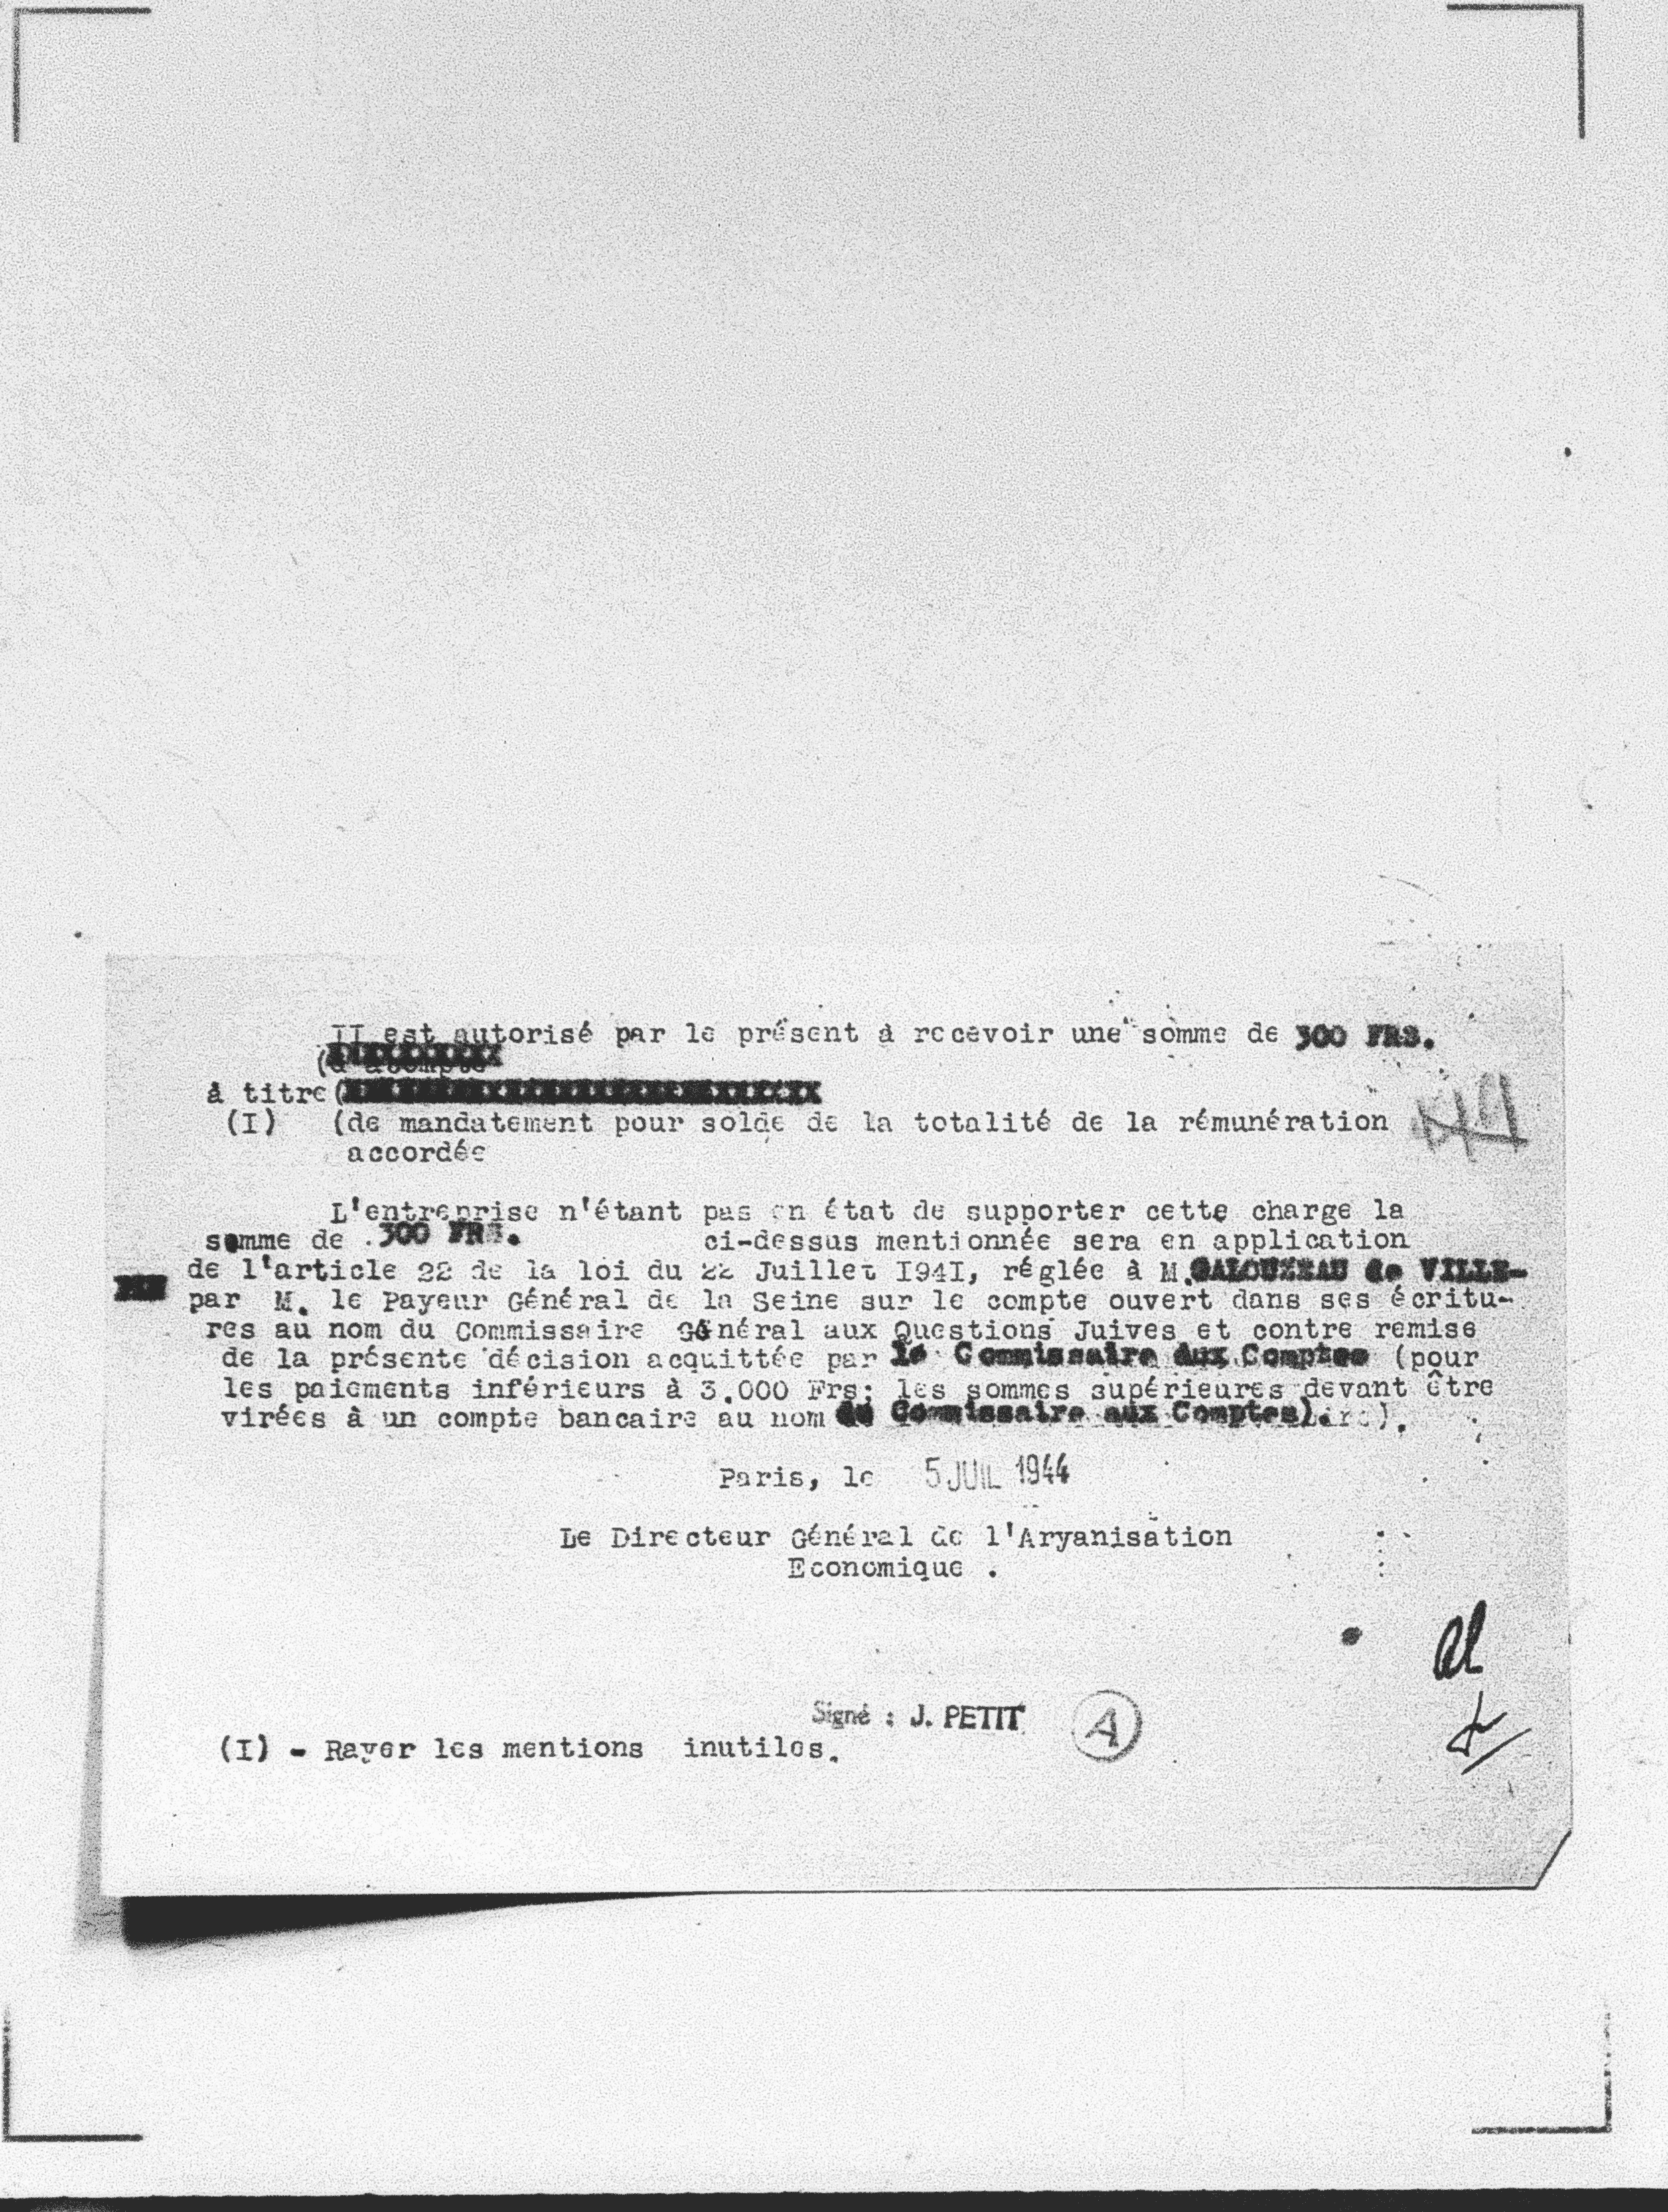 Il est autorisé par le présent à recevoir une somme de 300 FRS.
(d'acompte
à titre(
(I) (de mandatement pour solde de la totalité de la rémunération
accordée
L'entreprise n'étant pas en état de supporter cette charge la
somme de .300 FRS. ci-dessus mentionnée sera en application
de l'article 22 de la loi du 22 Juillet I94I, réglée à M.GALOUZEAU de VILLE-
PIN par M. le Payeur Général de la Seine sur le compte ouvert dans ses écritu-
res au nom du Commissaire Général aux Questions Juives et contre remise
de la présente décision acquittée par le Commissaire aux Comptes (pour
les paiements inférieurs à 3.000 Frs; les sommes supérieures devant être
virées à un compte bancaire au nom du Commissaire aux Comptes).
Paris, le 5 JUIL 1944
Le Directeur Général de l'Aryanisation
Economique .
Signé : J. PETIT
A
(I) - Rayer les mentions inutiles.